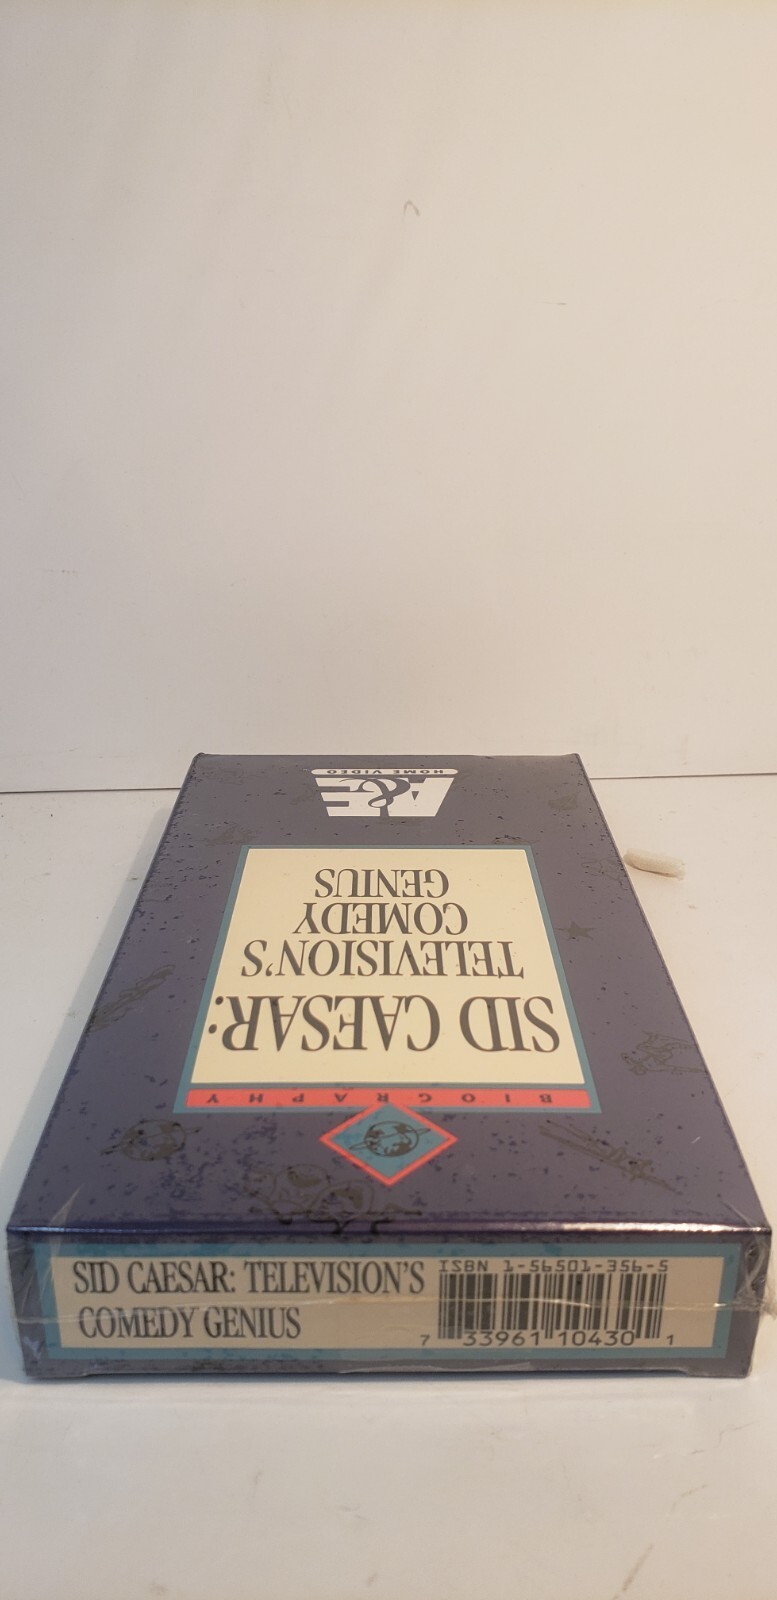 HOME VIDEO
A&E
GENIUS
COMEDY
TELEVISION'S
SID CAESAR:
BIOGRAPHY
SID CAESAR: TELEVISION'S
COMEDY GENIUS
ISBN 1-56501-356-5
7 33961 10430 1